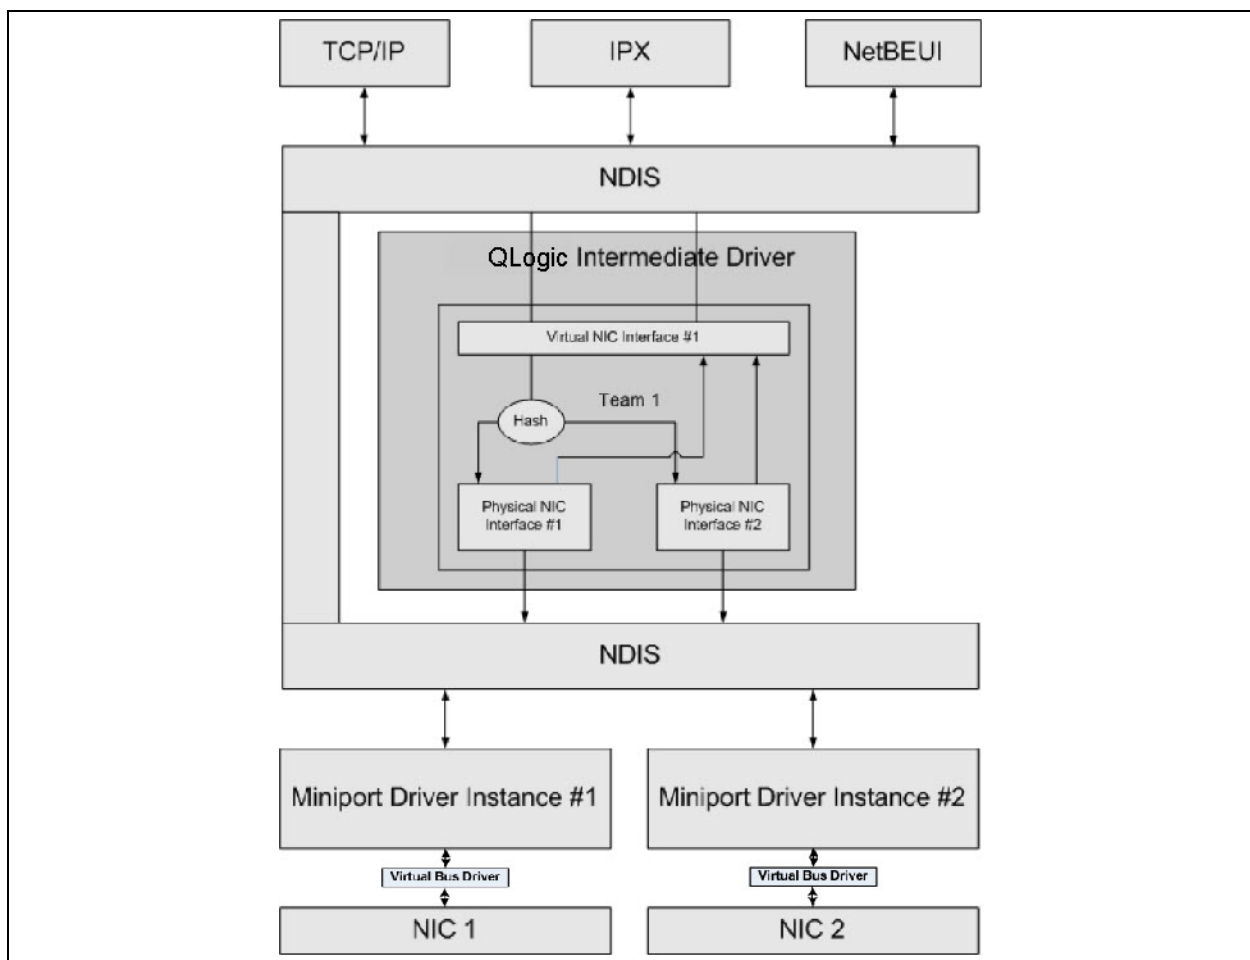 TCP/IP
IPX
NetBEUI
NDIS
QLogic Intermediate Driver
Virtual NIC Interface #1
Team 1
Hash
Physical NIC
Interface #1
Physical NIC
Interface #2
NDIS
Miniport Driver Instance #1
Miniport Driver Instance #2
Virtual Bus Driver
Virtual Bus Driver
NIC 1
NIC 2